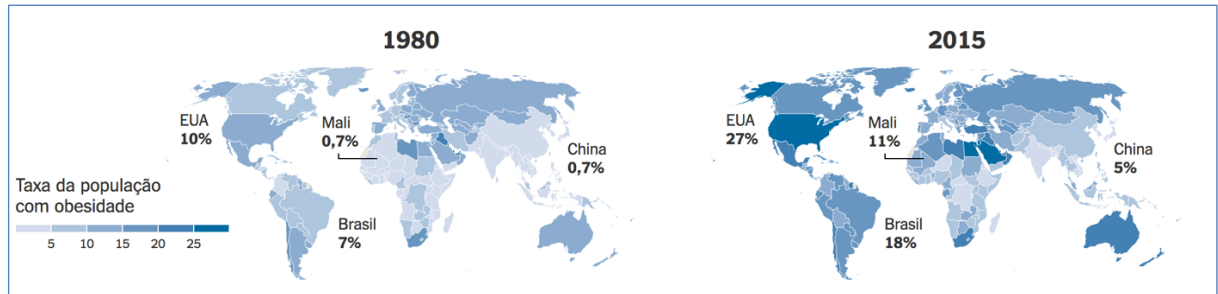 1980
EUA
10%
Mali
0,7%
China
0,7%
Brasil
7%
Taxa da população
com obesidade
5 10 15 20 25
2015
EUA
27%
Mali
11%
China
5%
Brasil
18%